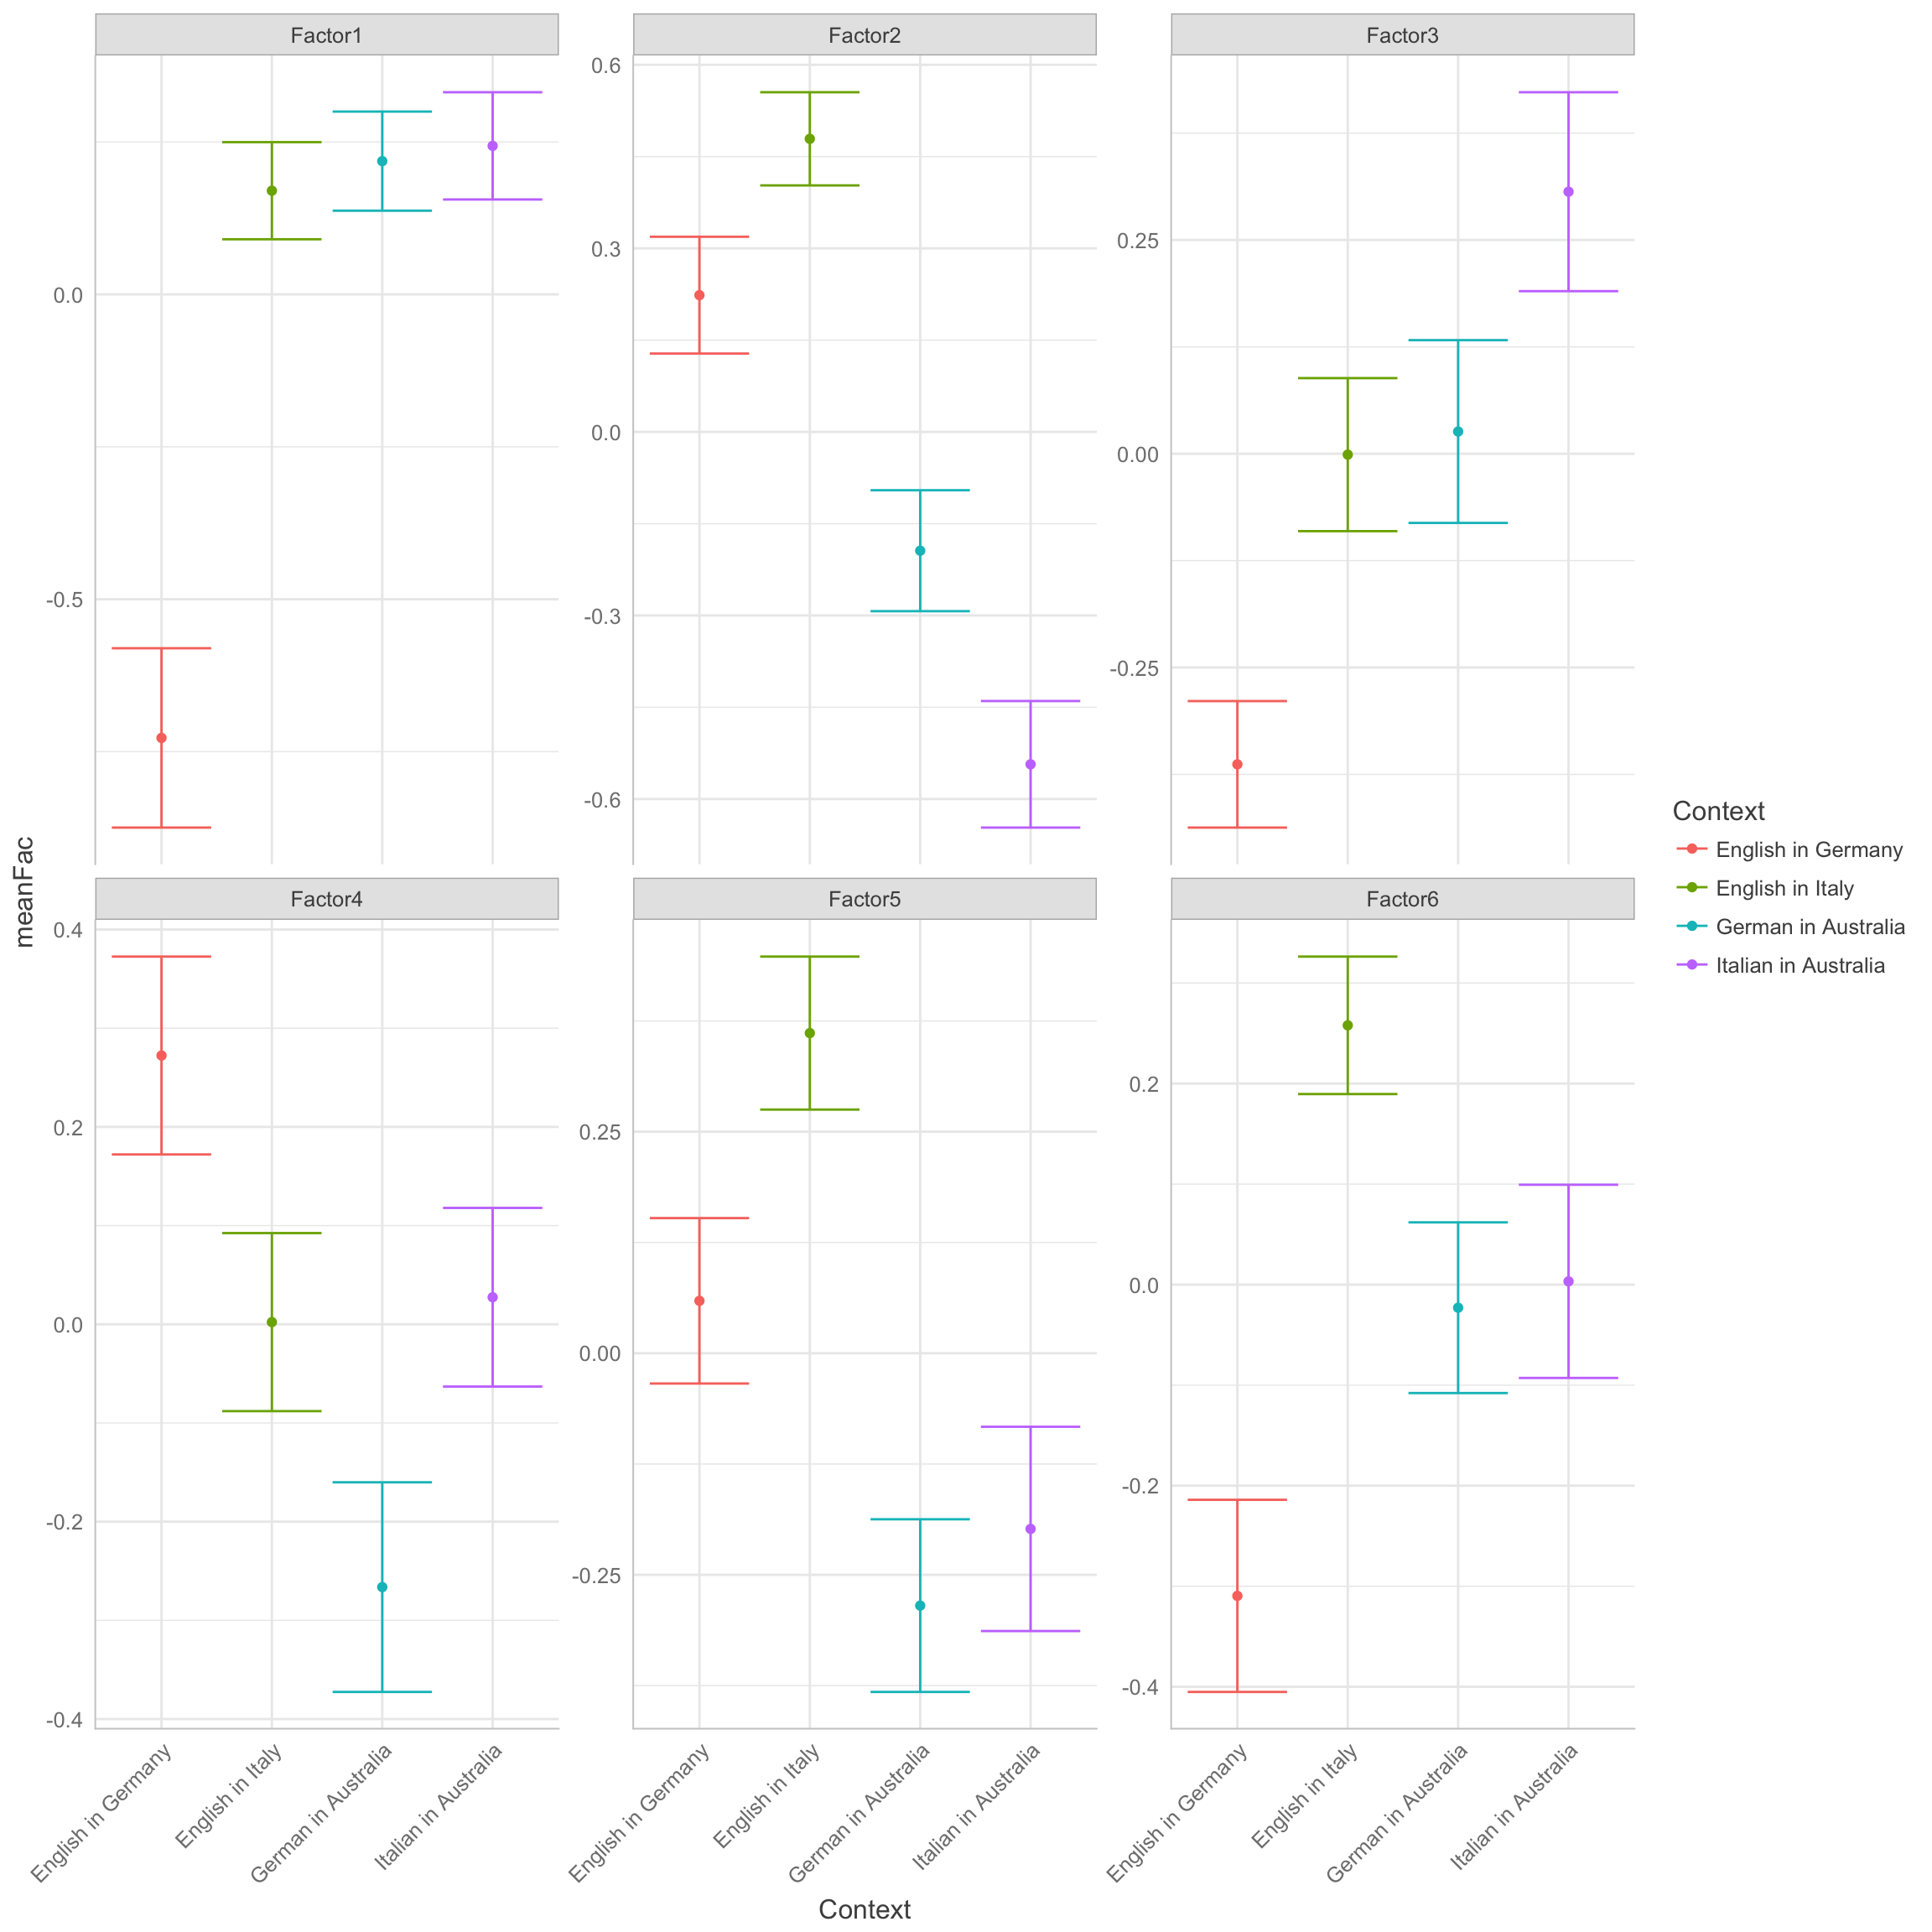 Factor1
Factor2
Factor3
0.0
-0.5
0.6
0.3
0.0
-0.3
-0.6
0.25
0.00
-0.25
meanFac
Factor4
Factor5
Factor6
0.4
0.2
0.0
-0.2
-0.4
0.25
0.00
-0.25
0.2
0.0
-0.2
-0.4
English in Germany
English in Italy
German in Australia
Italian in Australia
English in Germany
English in Italy
German in Australia
Italian in Australia
English in Germany
English in Italy
German in Australia
Italian in Australia
Context
Context
English in Germany
English in Italy
German in Australia
Italian in Australia